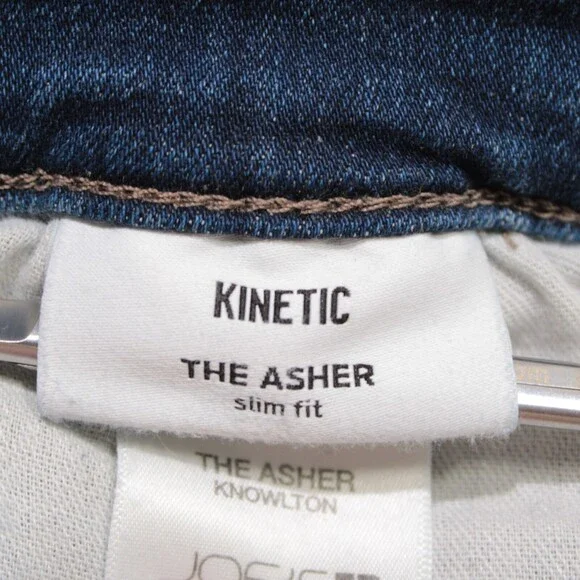 KINETIC
THE ASHER
slim fit
THE ASHER
KNOWLTON